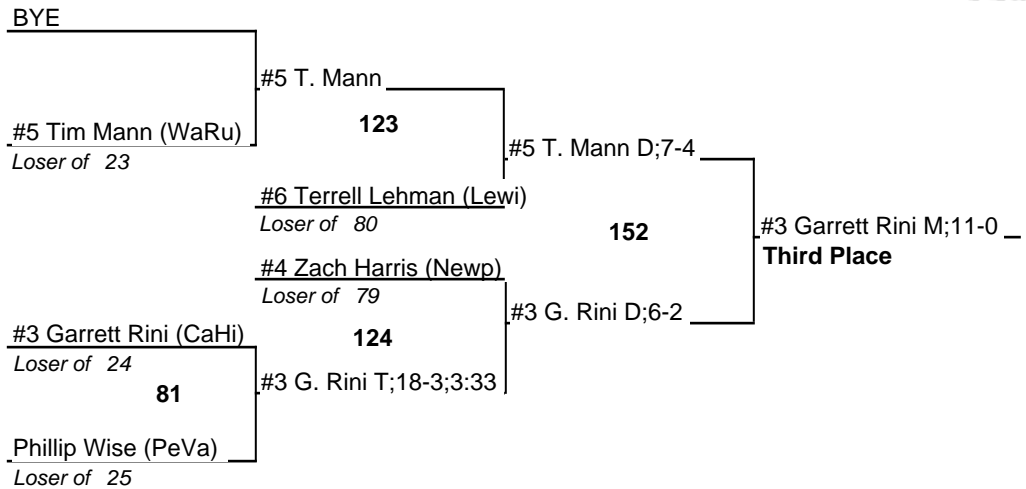 BYE
#5 T. Mann
123
#5 Tim Mann (WaRu)
Loser of 23
#5 T. Mann D;7-4
#6 Terrell Lehman (Lewi)
Loser of 80
152
#3 Garrett Rini M;11-0
Third Place
#4 Zach Harris (Newp)
Loser of 79
#3 G. Rini D;6-2
#3 Garrett Rini (CaHi)
Loser of 24
124
81
#3 G. Rini T;18-3;3:33
Phillip Wise (PeVa)
Loser of 25